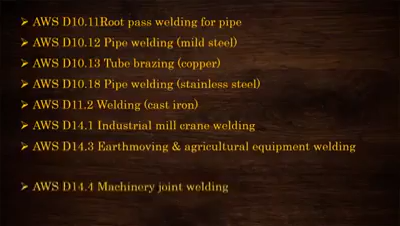 AWS D10.11Root pass welding for pipe
AWS D10.12 Pipe welding (mild steel)
AWS D10.13 Tube brazing (copper)
AWS D10.18 Pipe welding (stainless steel)
AWS D11.2 Welding (cast iron)
AWS D14.1 Industrial mill crane welding
AWS D14.3 Earthmoving & agricultural equipment welding
AWS D14.4 Machinery joint welding